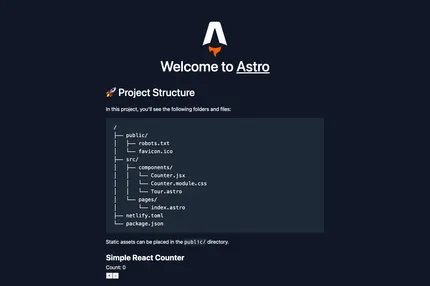 Welcome to Astro
🚀 Project Structure
In this project, you'll see the following folders and files:
/
├── public/
│   ├── robots.txt
│   └── favicon.ico
├── src/
│   ├── components/
│   │   └── Counter.jsx
│   │   └── Counter.module.css
│   │   └── Tour.astro
│   └── pages/
│       └── index.astro
├── netlify.toml
└── package.json
Static assets can be placed in the public/ directory.
Simple React Counter
Count: 0
+ -